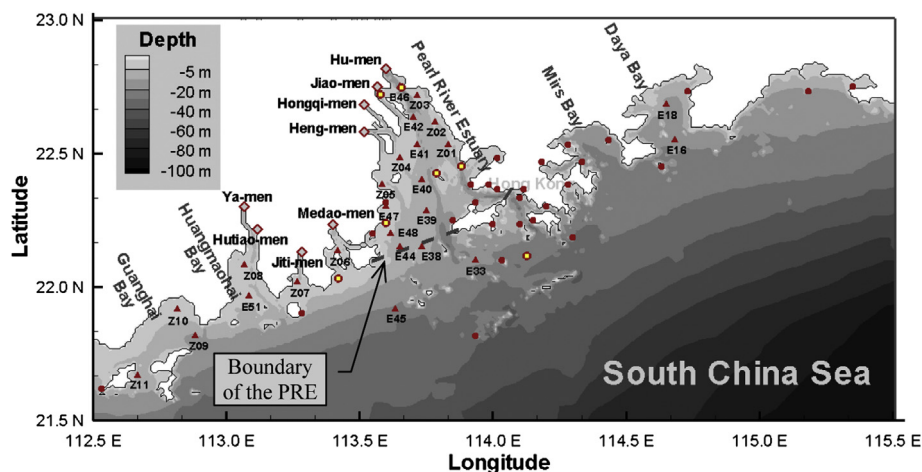 23.0 N
22.5
22.0
21.5
Latitude
Depth
-5 m
-20 m
-40 m
-60 m
-80 m
-100 m
Hu-men
Jiao-men
Hongqi-men
Heng-men
Ya-men
Hutiao-men
Medao-men
Jiti-men
Pearl River Estuary
Mirs Bay
Daya Bay
Hong Kong
Huangmaohai
Bay
Guanghai
Bay
E46
Z03
E42
Z02
E41
Z01
Z04
E40
Z05
E47
E39
E48
E44
E38
E33
E45
Z06
Z07
Z08
E51
Z10
Z09
Z11
E18
E16
Boundary
of the PRE
South China Sea
112.5 E
113.0 E
113.5 E
114.0 E
114.5 E
115.0 E
115.5 E
Longitude